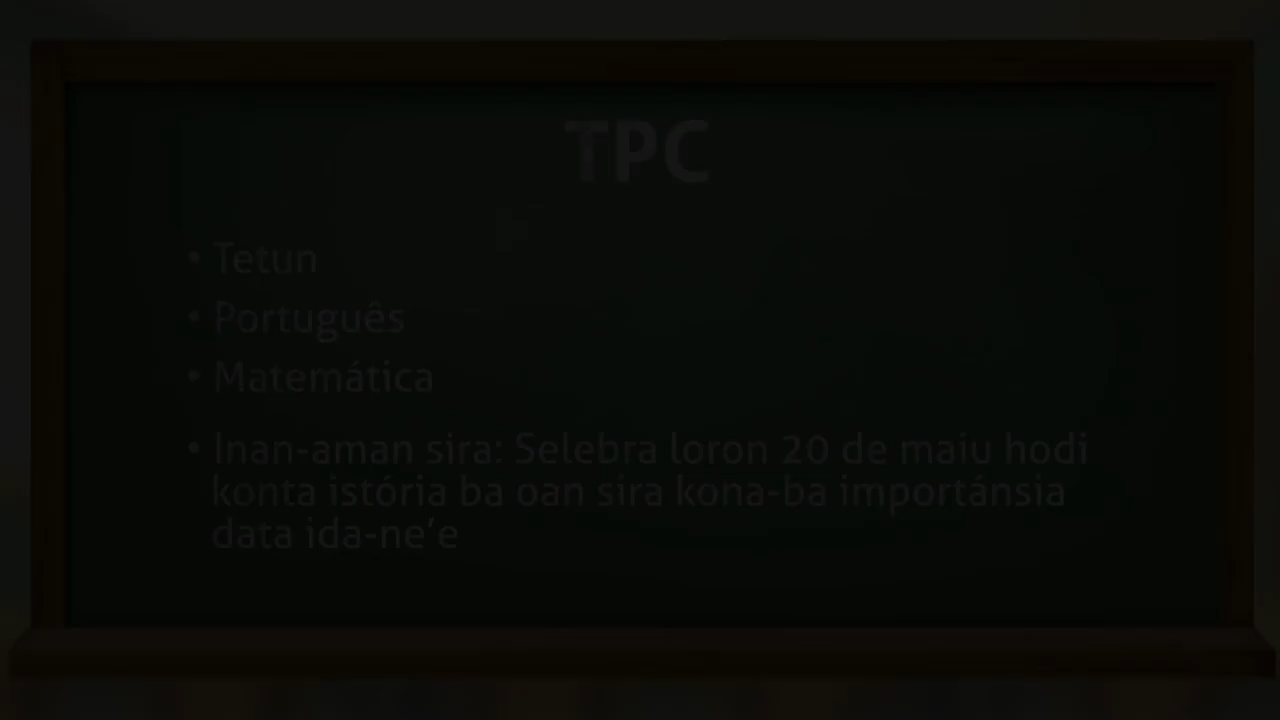 TPC
• Tetun
• Português
• Matemática
• Inan-aman sira: Selebra loron 20 de maiu hodi
konta istória ba oan sira kona-ba importánsia
data ida-ne’e